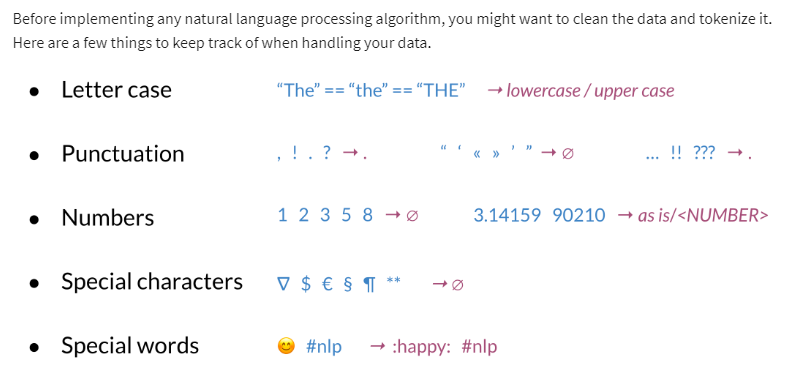 Before implementing any natural language processing algorithm, you might want to clean the data and tokenize it.
Here are a few things to keep track of when handling your data.
● Letter case “The” == “the” == “THE” → lowercase / upper case
● Punctuation , ! . ? → . “ ‘ « » ’ ” → ∅ … !! ??? → .
● Numbers 1 2 3 5 8 → ∅ 3.14159 90210 → as is/<NUMBER>
● Special characters ∇ $ € § ¶ ** → ∅
● Special words 😊 #nlp → :happy: #nlp